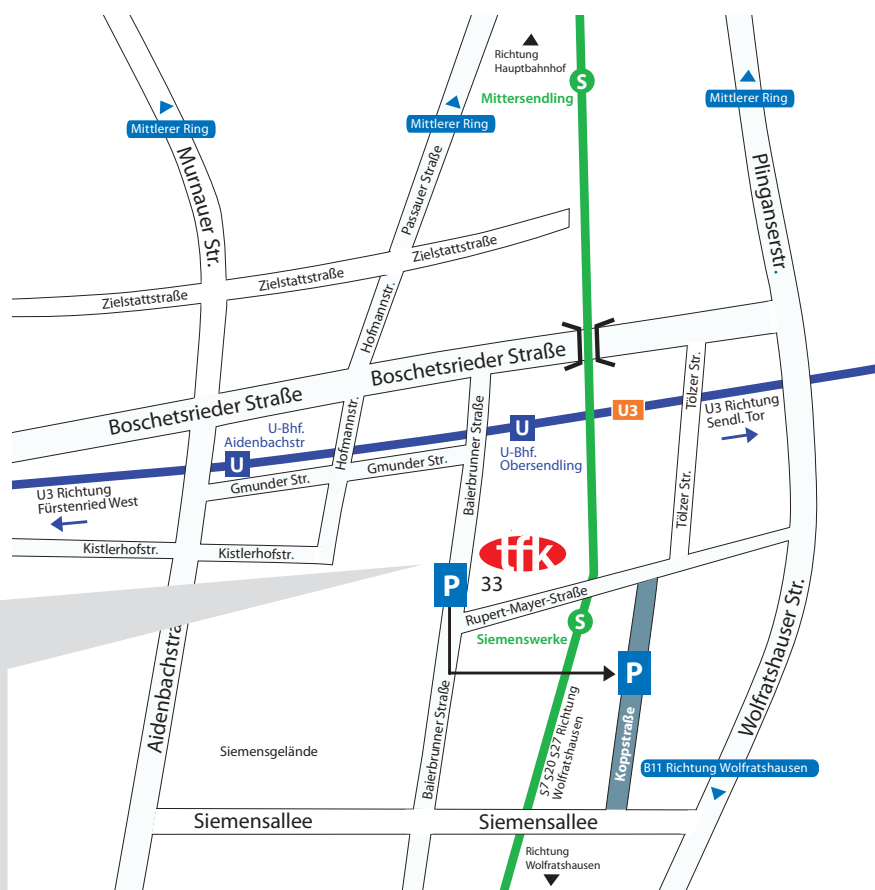 Richtung
Hauptbahnhof
S
Mittersendling
Mittlerer Ring
Mittlerer Ring
Mittlerer Ring
Murnauer Str.
Passauer Straße
Plinganserstr.
Zielstattstraße
Zielstattstraße
Zielstattstraße
Hofmannstr.
Boschetsrieder Straße
Boschetsrieder Straße
Tölzer Str.
U3
U3 Richtung
Sendl. Tor
U-Bhf.
Aidenbachstr
U
Hofmannstr.
Baierbrunner Straße
U
U-Bhf.
Obersendling
Gmunder Str.
Gmunder Str.
U3 Richtung
Fürstenried West
Tölzer Str.
Kistlerhofstr.
Kistlerhofstr.
tfk
P
33
Rupert-Mayer-Straße
S
Siemenswerke
Aidenbachstra
Wolfratshauser Str.
P
Baierbrunner Straße
S7 S20 S27 Richtung
Wolfratshausen
Koppstraße
Siemensgelände
B11 Richtung Wolfratshausen
Siemensallee
Siemensallee
Richtung
Wolfratshausen